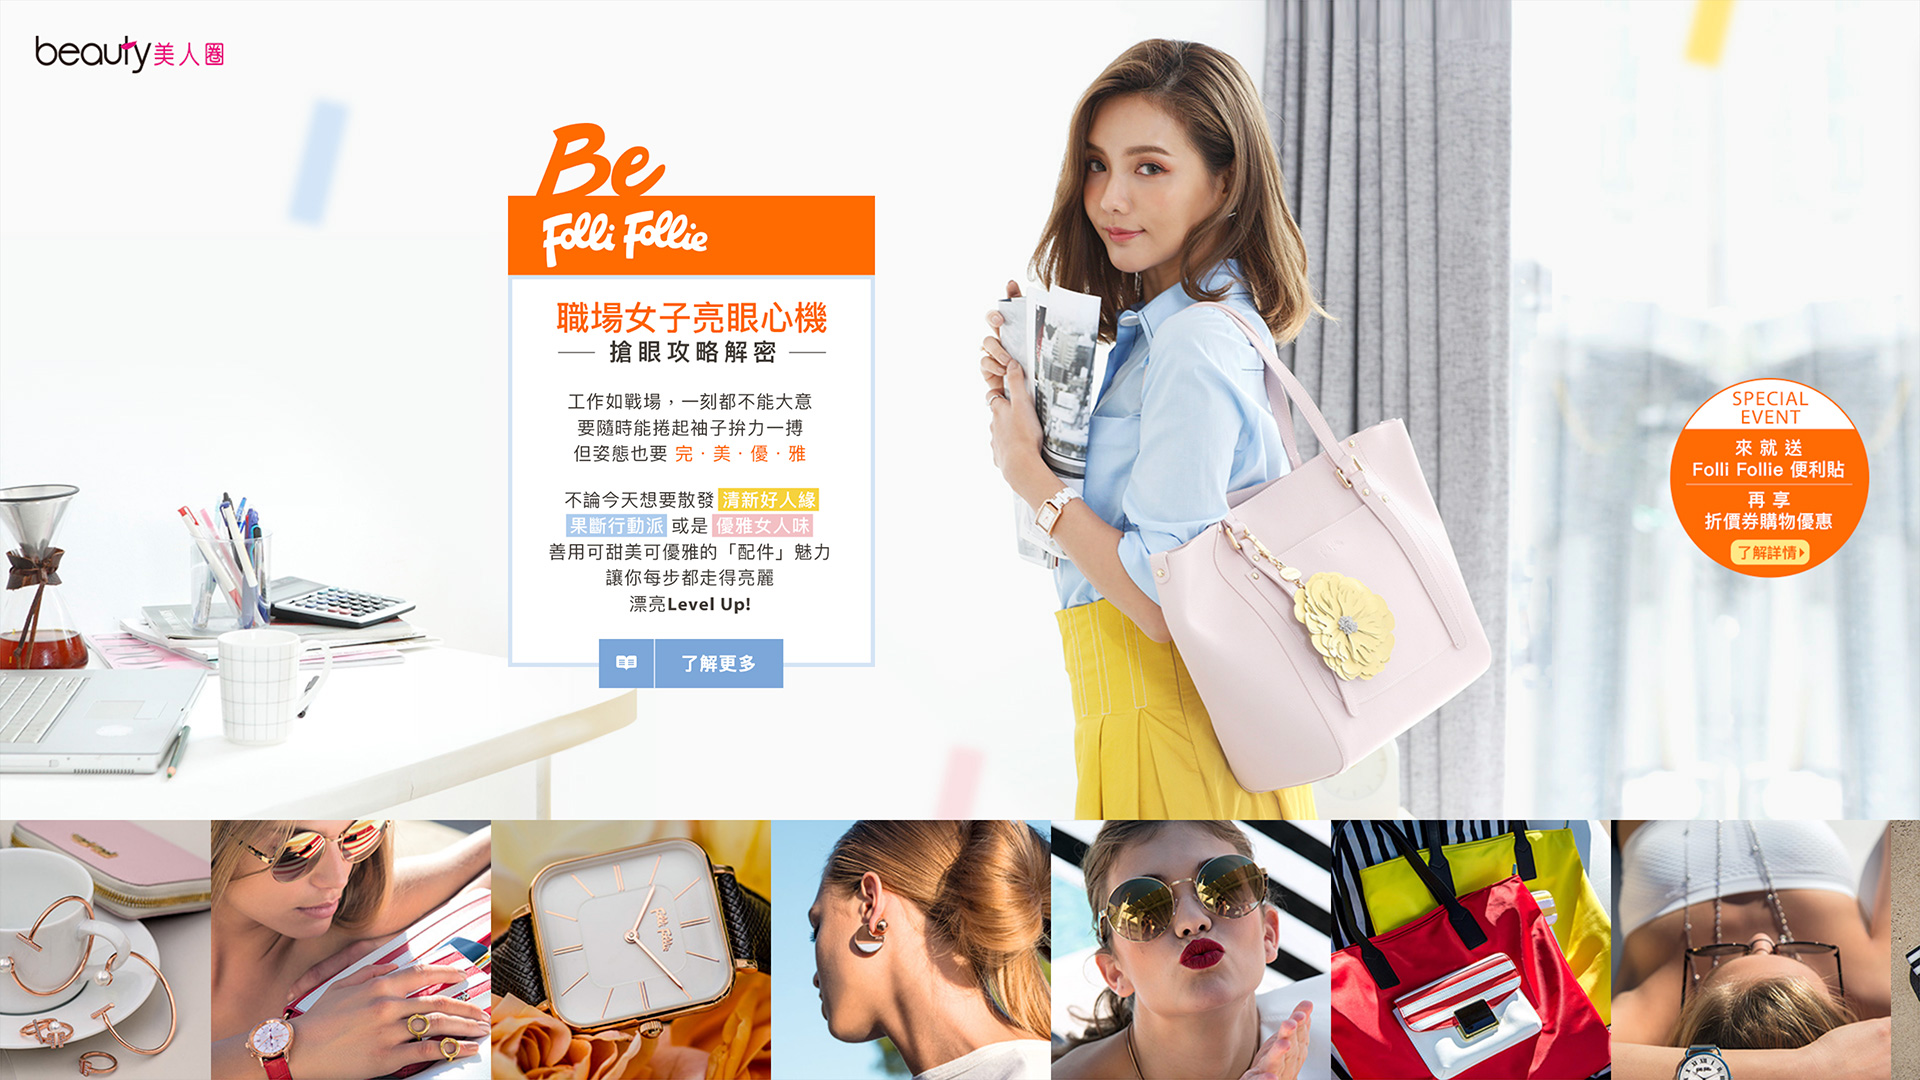 beauty美人圈
Be
Folli Follie
職場女子亮眼心機
搶眼攻略解密
工作如戰場，一刻都不能大意
要隨時能捲起袖子拚力一搏
但姿態也要 完．美．優．雅
不論今天想要散發 清新好人緣
果斷行動派 或是 優雅女人味
善用可甜美可優雅的「配件」魅力
讓你每步都走得亮麗
漂亮Level Up!
了解更多
SPECIAL
EVENT
來就送
Folli Follie 便利貼
再享
折價券購物優惠
了解詳情
Folli Follie